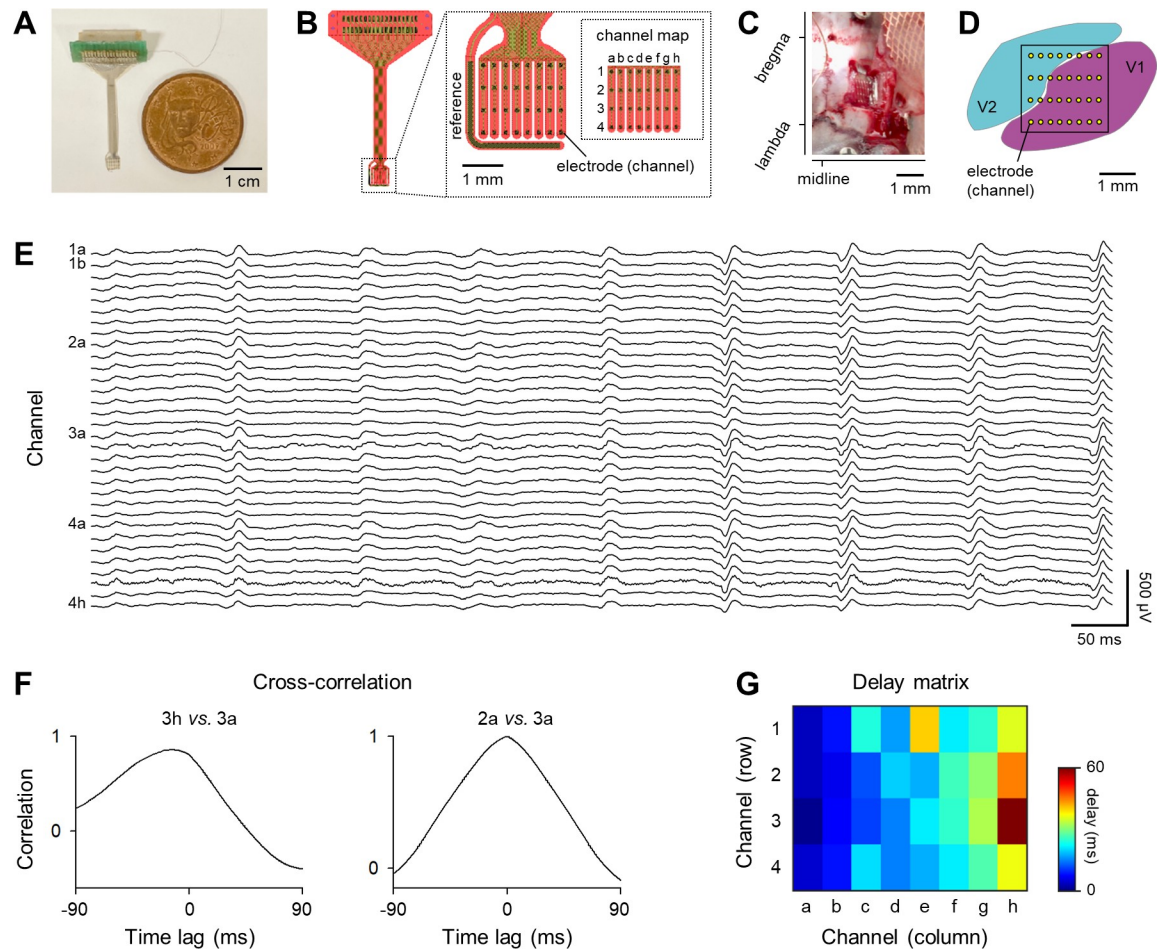 A
1 cm
B
reference
1 mm
channel map
a b c d e f g h
1
2
3
4
electrode (channel)
C
bregma
lambda
midline
1 mm
D
V1
V2
electrode
(channel)
1 mm
E
Channel
1a
1b
2a
3a
4a
4h
500 µV
50 ms
F
Cross-correlation
3h vs. 3a
Correlation
1
0
-90
0
90
Time lag (ms)
2a vs. 3a
1
0
-90
0
90
Time lag (ms)
G
Delay matrix
Channel (row)
1
2
3
4
a b c d e f g h
Channel (column)
60
delay (ms)
0